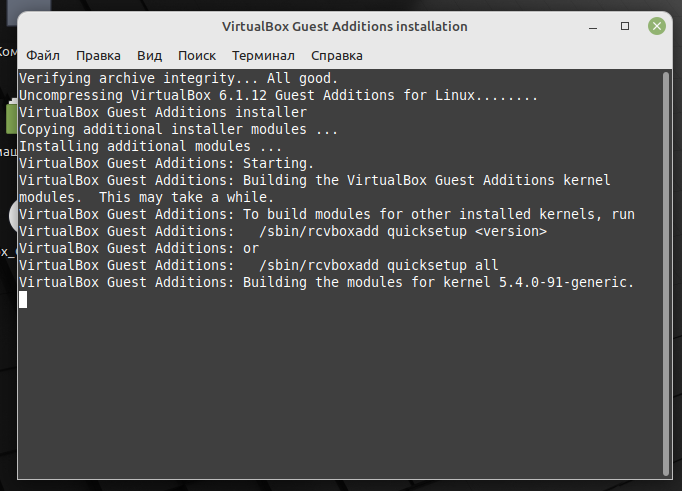 VirtualBox Guest Additions installation
Файл Правка Вид Поиск Терминал Справка
Verifying archive integrity... All good.
Uncompressing VirtualBox 6.1.12 Guest Additions for Linux........
VirtualBox Guest Additions installer
Copying additional installer modules ...
Installing additional modules ...
VirtualBox Guest Additions: Starting.
VirtualBox Guest Additions: Building the VirtualBox Guest Additions kernel
modules.  This may take a while.
VirtualBox Guest Additions: To build modules for other installed kernels, run
VirtualBox Guest Additions:   /sbin/rcvboxadd quicksetup <version>
VirtualBox Guest Additions: or
VirtualBox Guest Additions:   /sbin/rcvboxadd quicksetup all
VirtualBox Guest Additions: Building the modules for kernel 5.4.0-91-generic.